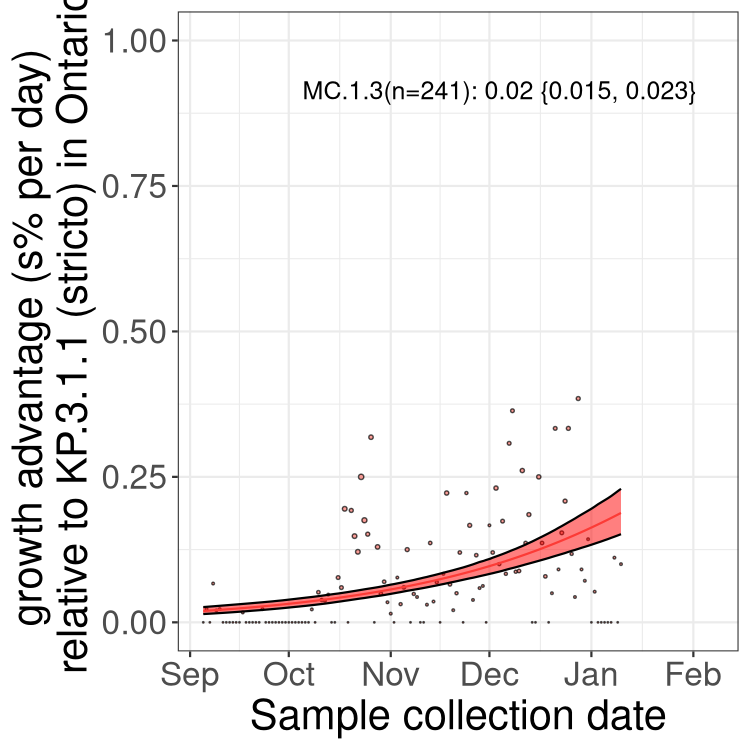 growth advantage (s% per day)
relative to KP.3.1.1 (stricto) in Ontario
1.00
0.75
0.50
0.25
0.00
MC.1.3(n=241): 0.02 {0.015, 0.023}
Sep Oct Nov Dec Jan Feb
Sample collection date